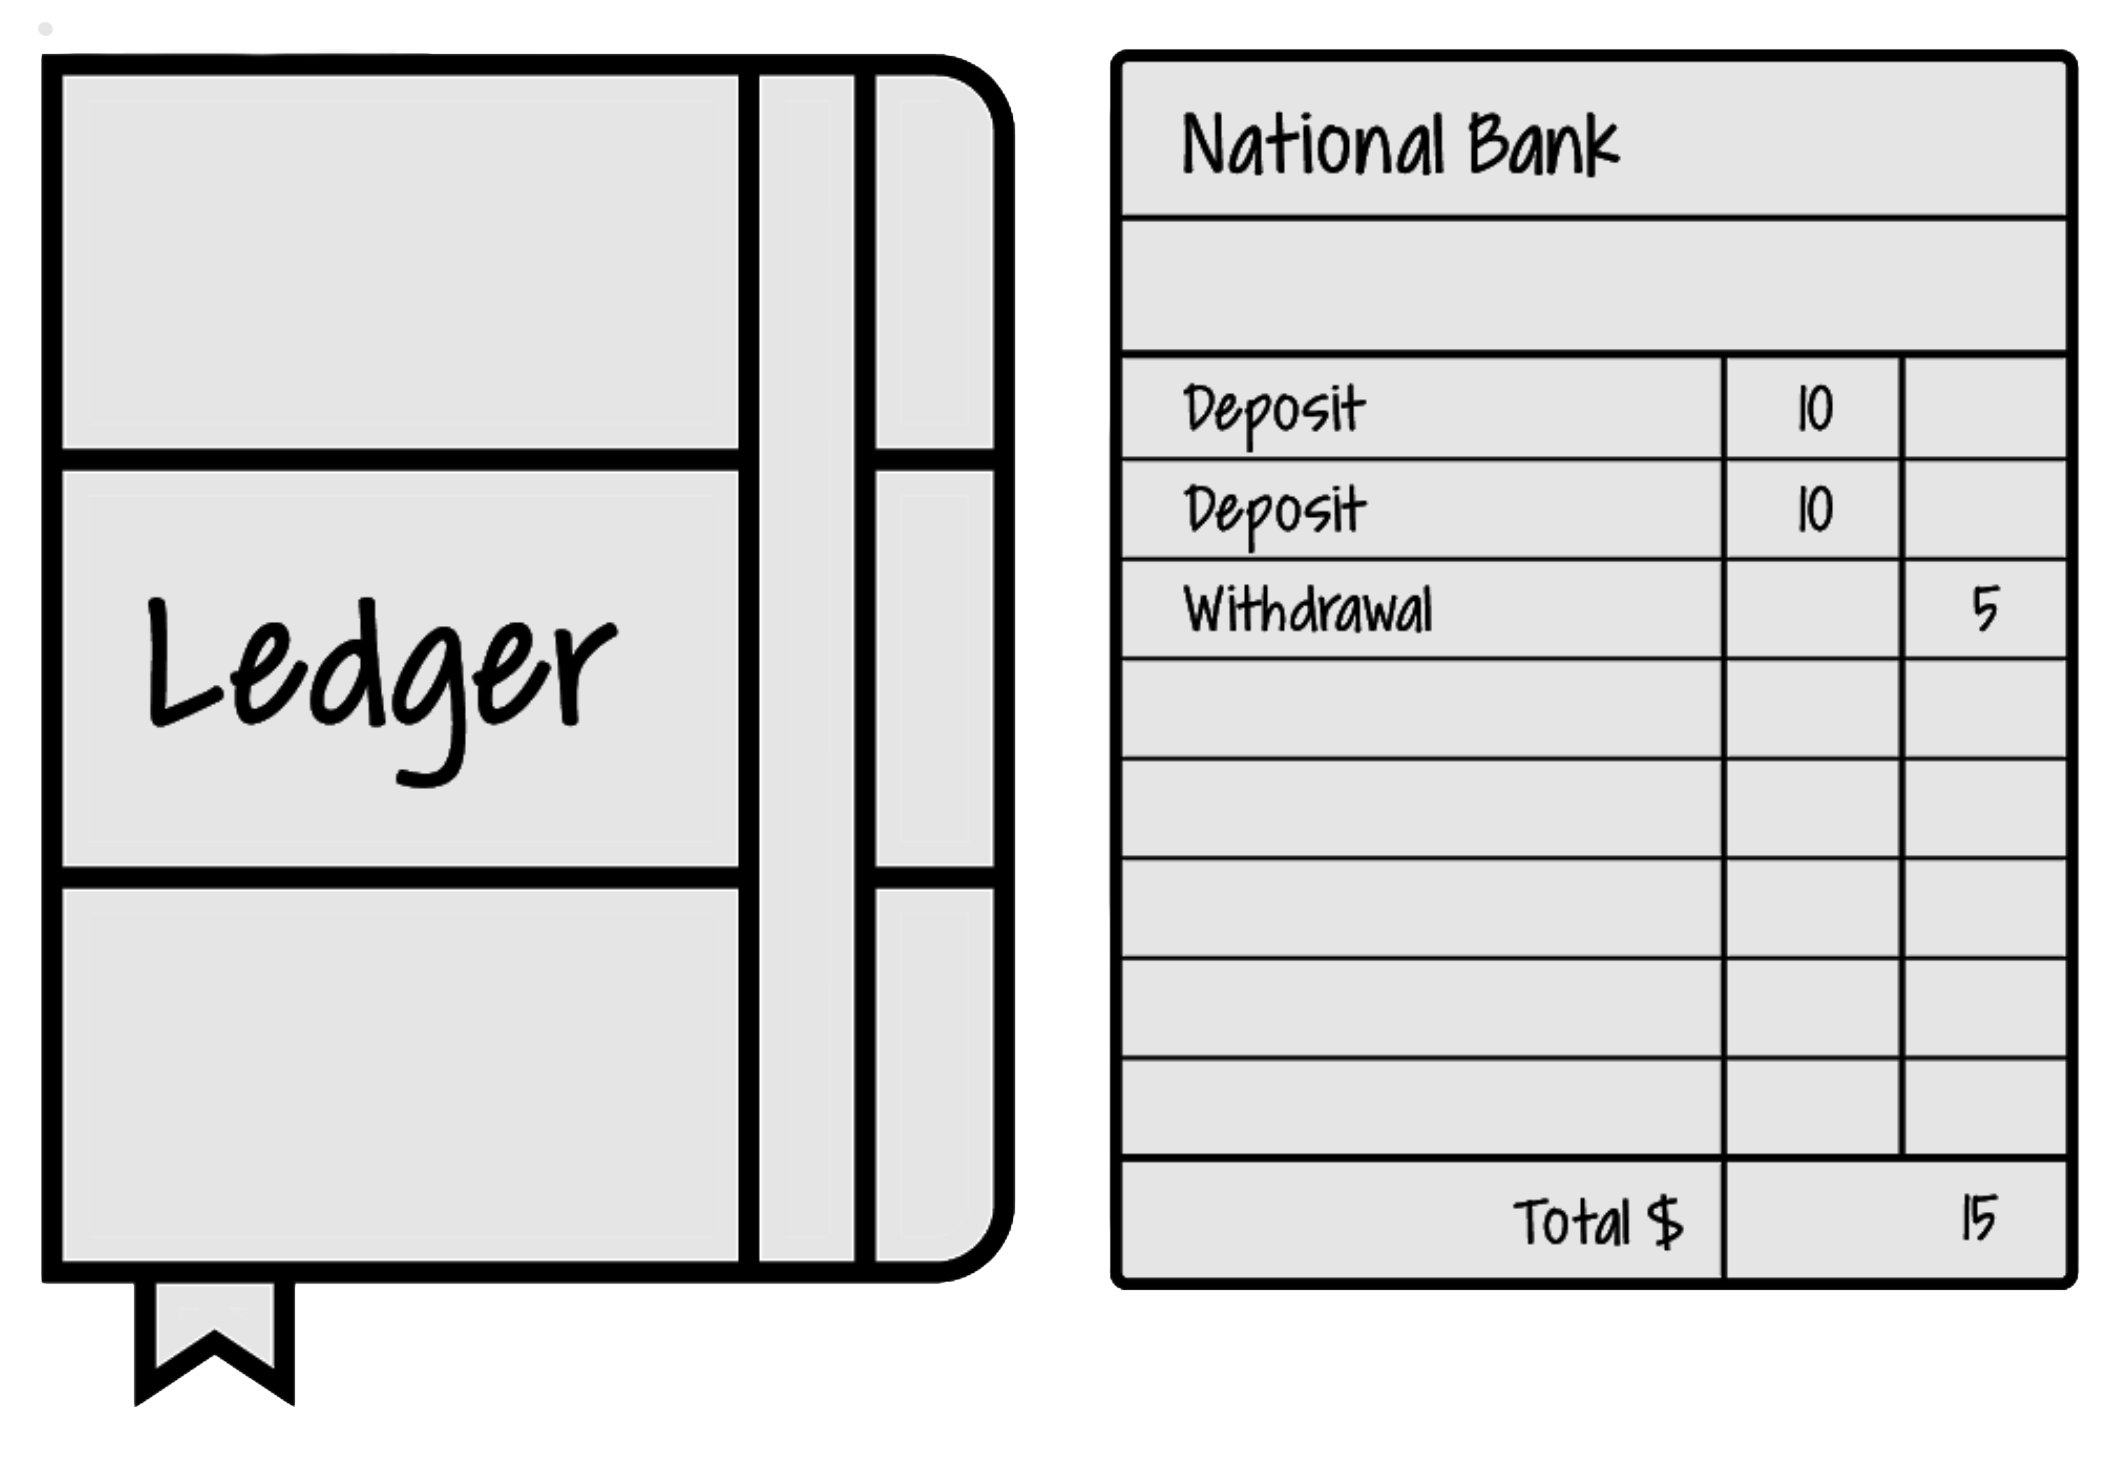 Ledger
National Bank
Deposit 10
Deposit 10
Withdrawal 5
Total $ 15